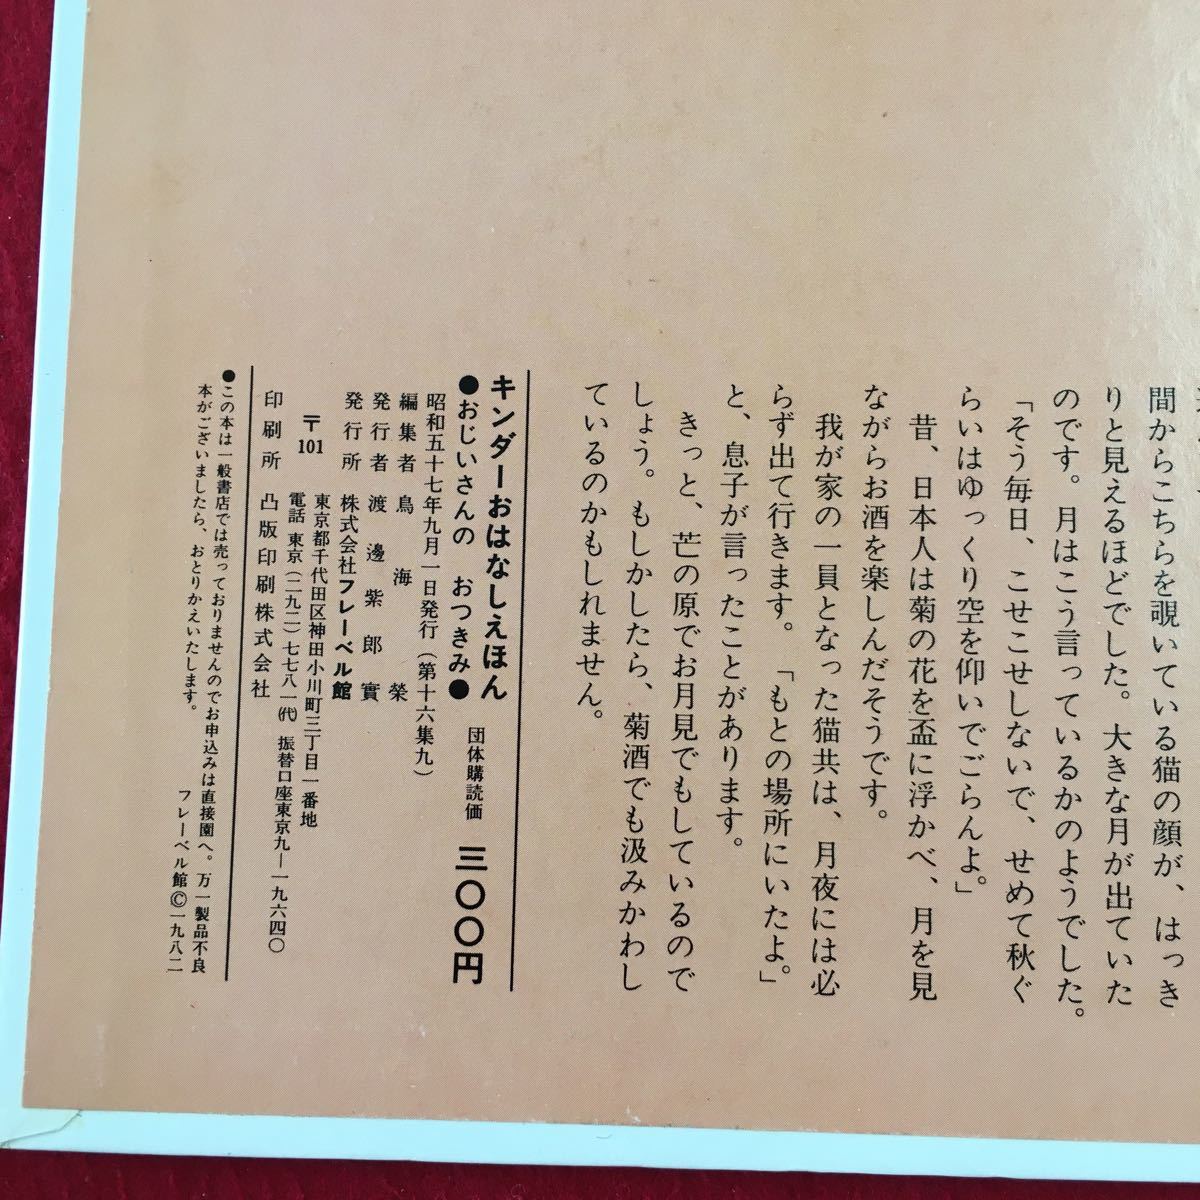 間からこちらを覗いている猫の顔が、はっき
りと見えるほどでした。大きな月が出ていた
のです。月はこう言っているかのようでした。
「そう毎日、こせこせしないで、せめて秋ぐ
らいはゆっくり空を仰いでごらんよ。」
昔、日本人は菊の花を盃に浮かべ、月を見
ながらお酒を楽しんだそうです。
我が家の一員となった猫共は、月夜には必
らず出て行きます。「もとの場所にいたよ。」
と、息子が言ったことがあります。
きっと、芒の原でお月見でもしているので
しょう。もしかしたら、菊酒でも汲みかわし
ているのかもしれません。
キンダーおはなしえほん
●おじいさんの おつきみ● 団体購読価 三〇〇円
昭和五十七年九月一日発行(第十六集九)
編集者 鳥海榮
発行者 渡邊紫郎實
発行所 株式会社フレーベル館
〒101 東京都千代田区神田小川町三丁目一番地
電話 東京(二九二)七七八一(代) 振替口座東京九―一九六四〇
印刷所 凸版印刷株式会社
●この本は一般書店では売っておりませんのでお申込みは直接園へ。万一製品不良
本がございましたら、おとりかえいたします。 フレーベル館©一九八二